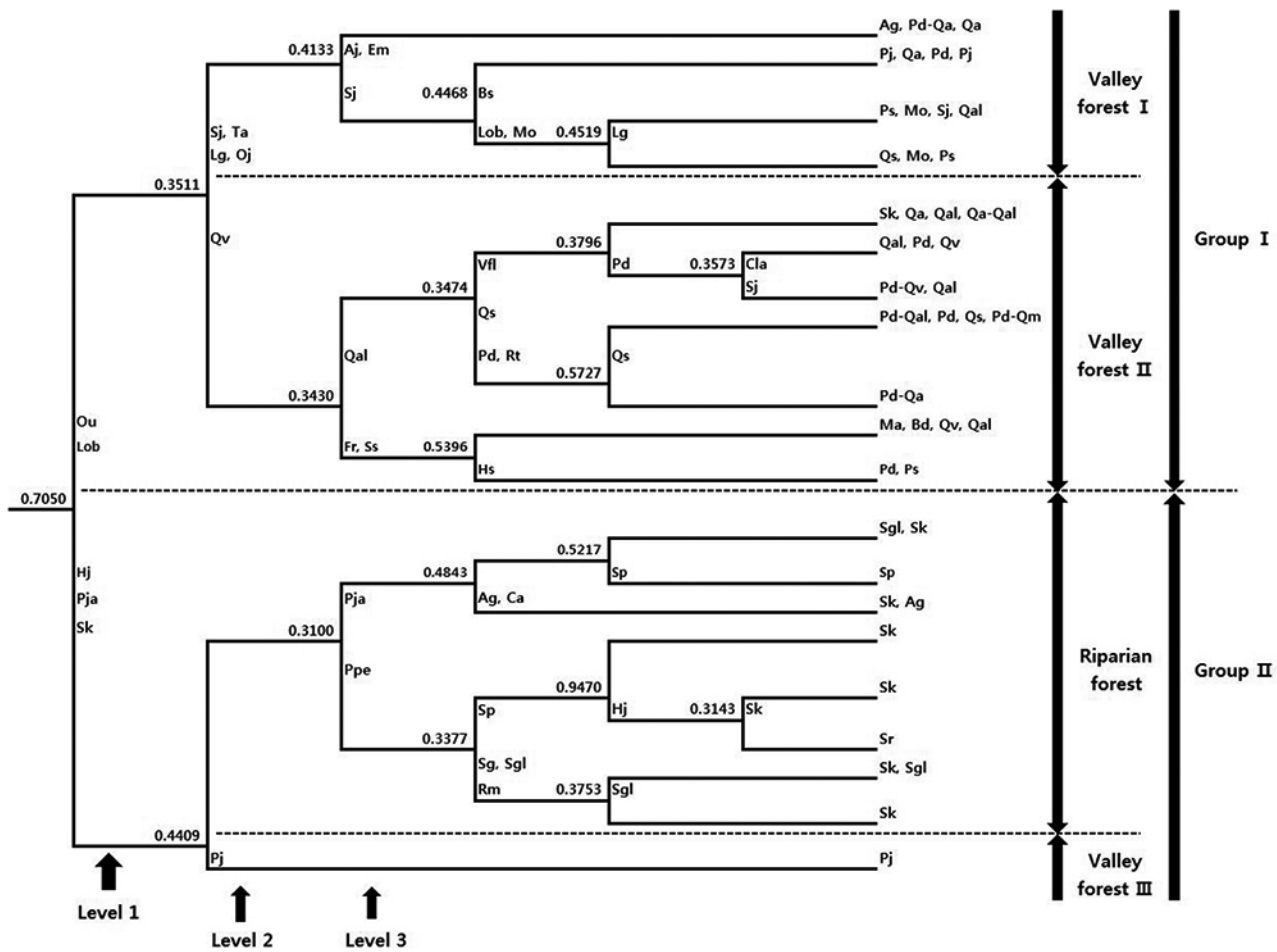 Ag, Pd-Qa, Qa
0.4133
Aj, Em
Pj, Qa, Pd, Pj
Sj
0.4468
Bs
Ps, Mo, Sj, Qal
Sj, Ta
Lob, Mo
0.4519
Lg
Lg, Oj
Qs, Mo, Ps
0.3511
Valley
forest Ⅰ
Qv
Sk, Qa, Qal, Qa-Qal
0.3796
Qal, Pd, Qv
Vfl
Pd
0.3573
Cla
0.3474
Sj
Pd-Qv, Qal
Qs
Pd-Qal, Pd, Qs, Pd-Qm
Qal
Pd, Rt
Qs
0.5727
0.3430
Pd-Qa
Ou
Ma, Bd, Qv, Qal
Lob
Fr, Ss
0.5396
Hs
Pd, Ps
Valley
forest Ⅱ
Group Ⅰ
0.7050
Sgl, Sk
0.5217
Hj
0.4843
Sp
Sp
Pja
Pja
Ag, Ca
Sk, Ag
Sk
0.3100
Sk
Ppe
0.9470
Sk
Sp
Hj
0.3143
Sk
0.3377
Sr
Sg, Sgl
Sk, Sgl
Rm
0.3753
Sgl
Sk
Riparian
forest
Group Ⅱ
0.4409
Pj
Pj
Valley
forest Ⅲ
Level 1
Level 2
Level 3